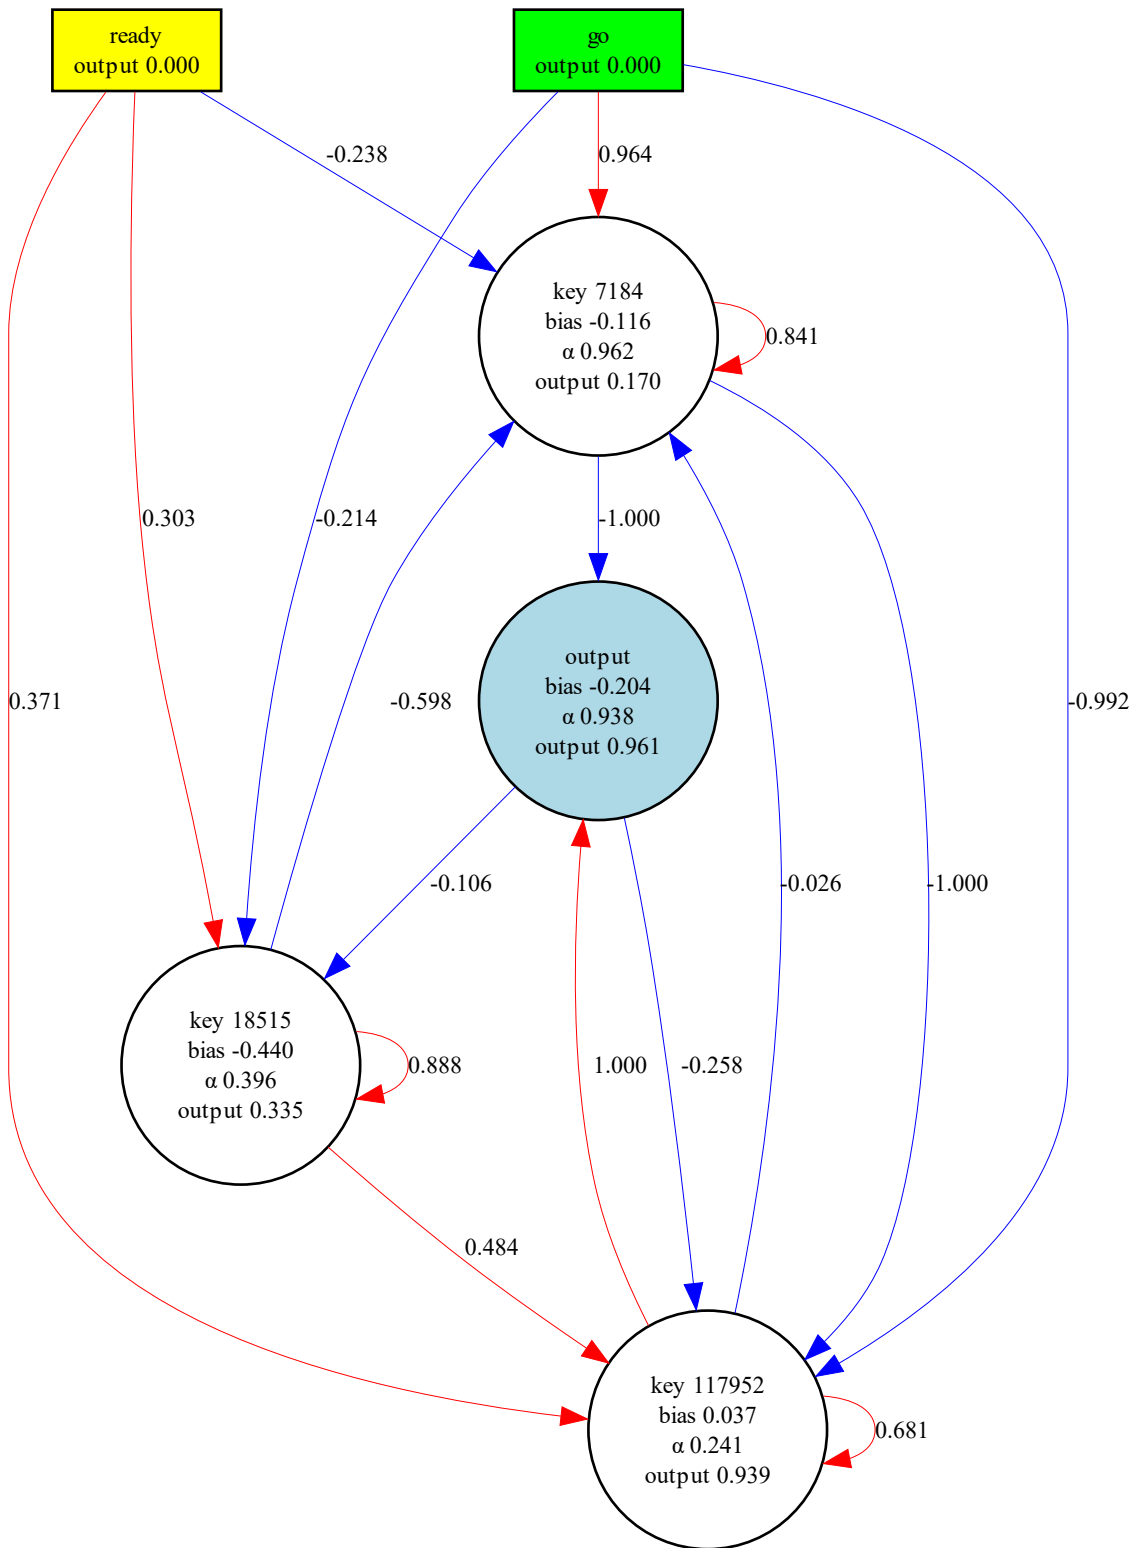 ready
output 0.000
go
output 0.000
-0.238
0.964
key 7184
bias -0.116
α 0.962
output 0.170
0.841
0.303
-0.214
-1.000
output
bias -0.204
α 0.938
output 0.961
0.371
-0.598
-0.992
-0.106
-0.026
-1.000
key 18515
bias -0.440
α 0.396
output 0.335
0.888
1.000
-0.258
0.484
key 117952
bias 0.037
α 0.241
output 0.939
0.681